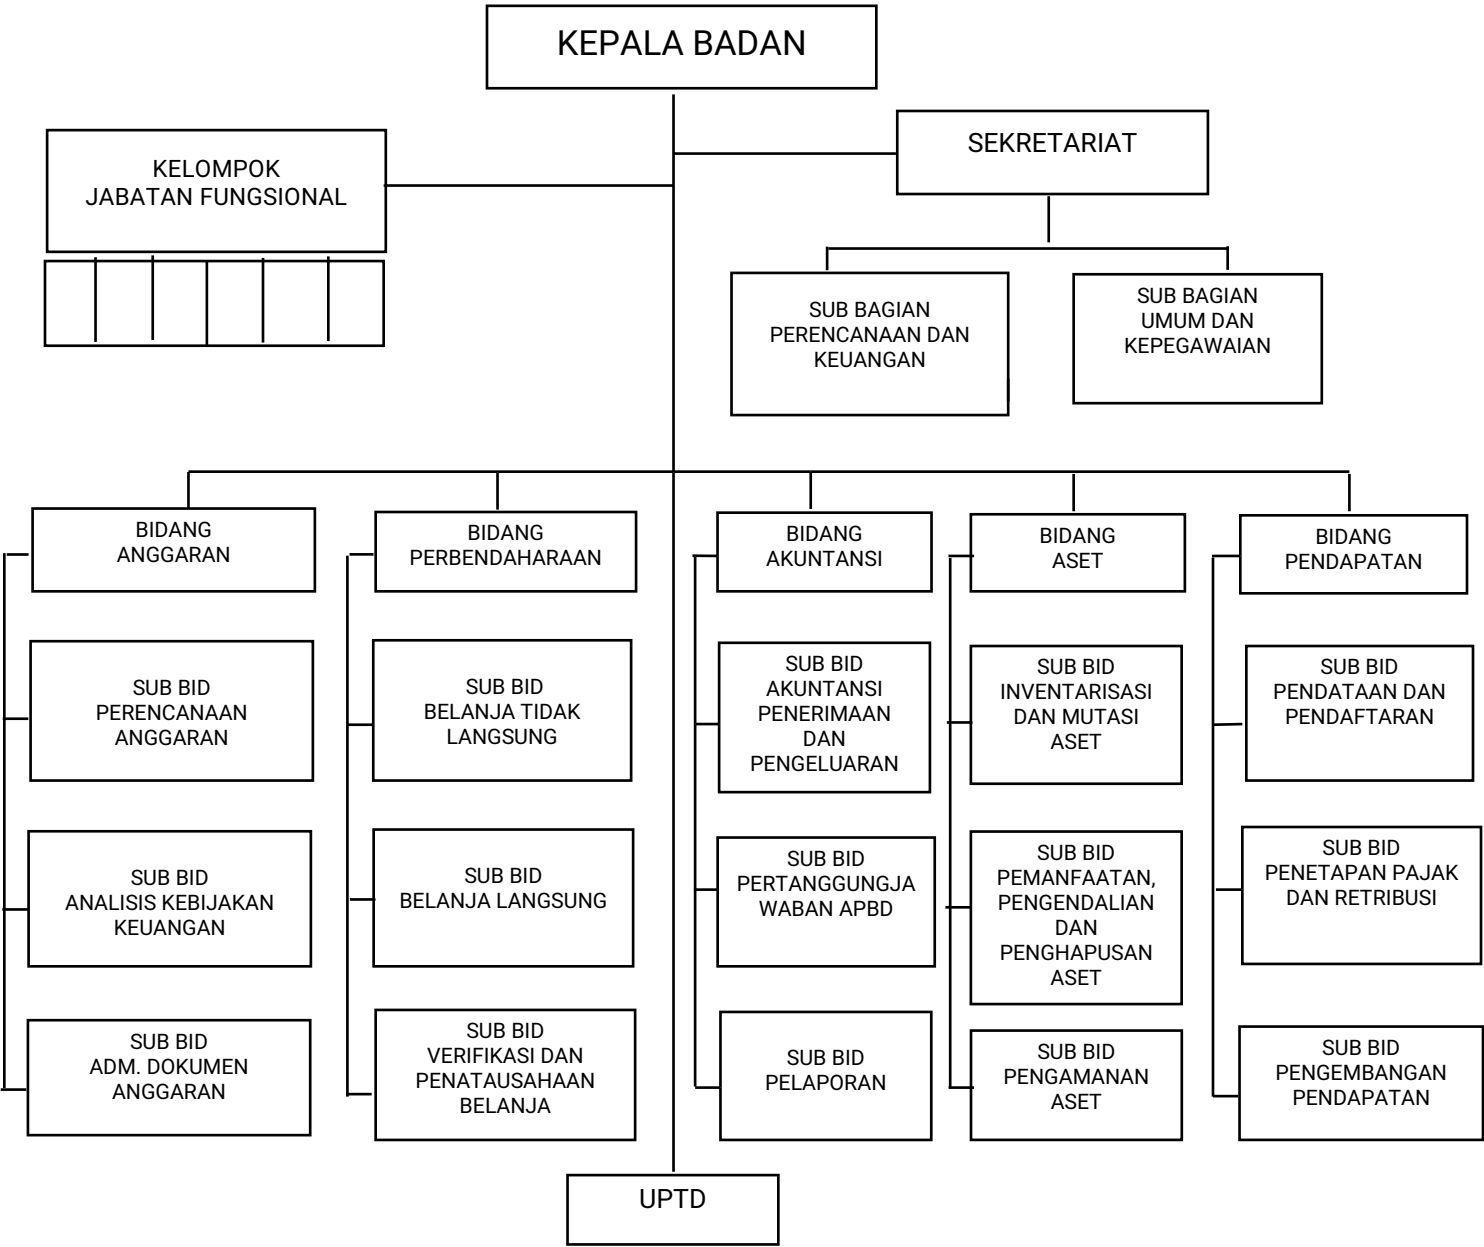 KEPALA BADAN
SEKRETARIAT
KELOMPOK
JABATAN FUNGSIONAL
SUB BAGIAN
PERENCANAAN DAN
KEUANGAN
SUB BAGIAN
UMUM DAN
KEPEGAWAIAN
BIDANG
ANGGARAN
BIDANG
PERBENDAHARAAN
BIDANG
AKUNTANSI
BIDANG
ASET
BIDANG
PENDAPATAN
SUB BID
PERENCANAAN
ANGGARAN
SUB BID
BELANJA TIDAK
LANGSUNG
SUB BID
AKUNTANSI
PENERIMAAN
DAN
PENGELUARAN
SUB BID
INVENTARISASI
DAN MUTASI
ASET
SUB BID
PENDATAAN DAN
PENDAFTARAN
SUB BID
ANALISIS KEBIJAKAN
KEUANGAN
SUB BID
BELANJA LANGSUNG
SUB BID
PERTANGGUNGJA
WABAN APBD
SUB BID
PEMANFAATAN,
PENGENDALIAN
DAN
PENGHAPUSAN
ASET
SUB BID
PENETAPAN PAJAK
DAN RETRIBUSI
SUB BID
ADM. DOKUMEN
ANGGARAN
SUB BID
VERIFIKASI DAN
PENATAUSAHAAN
BELANJA
SUB BID
PELAPORAN
SUB BID
PENGAMANAN
ASET
SUB BID
PENGEMBANGAN
PENDAPATAN
UPTD